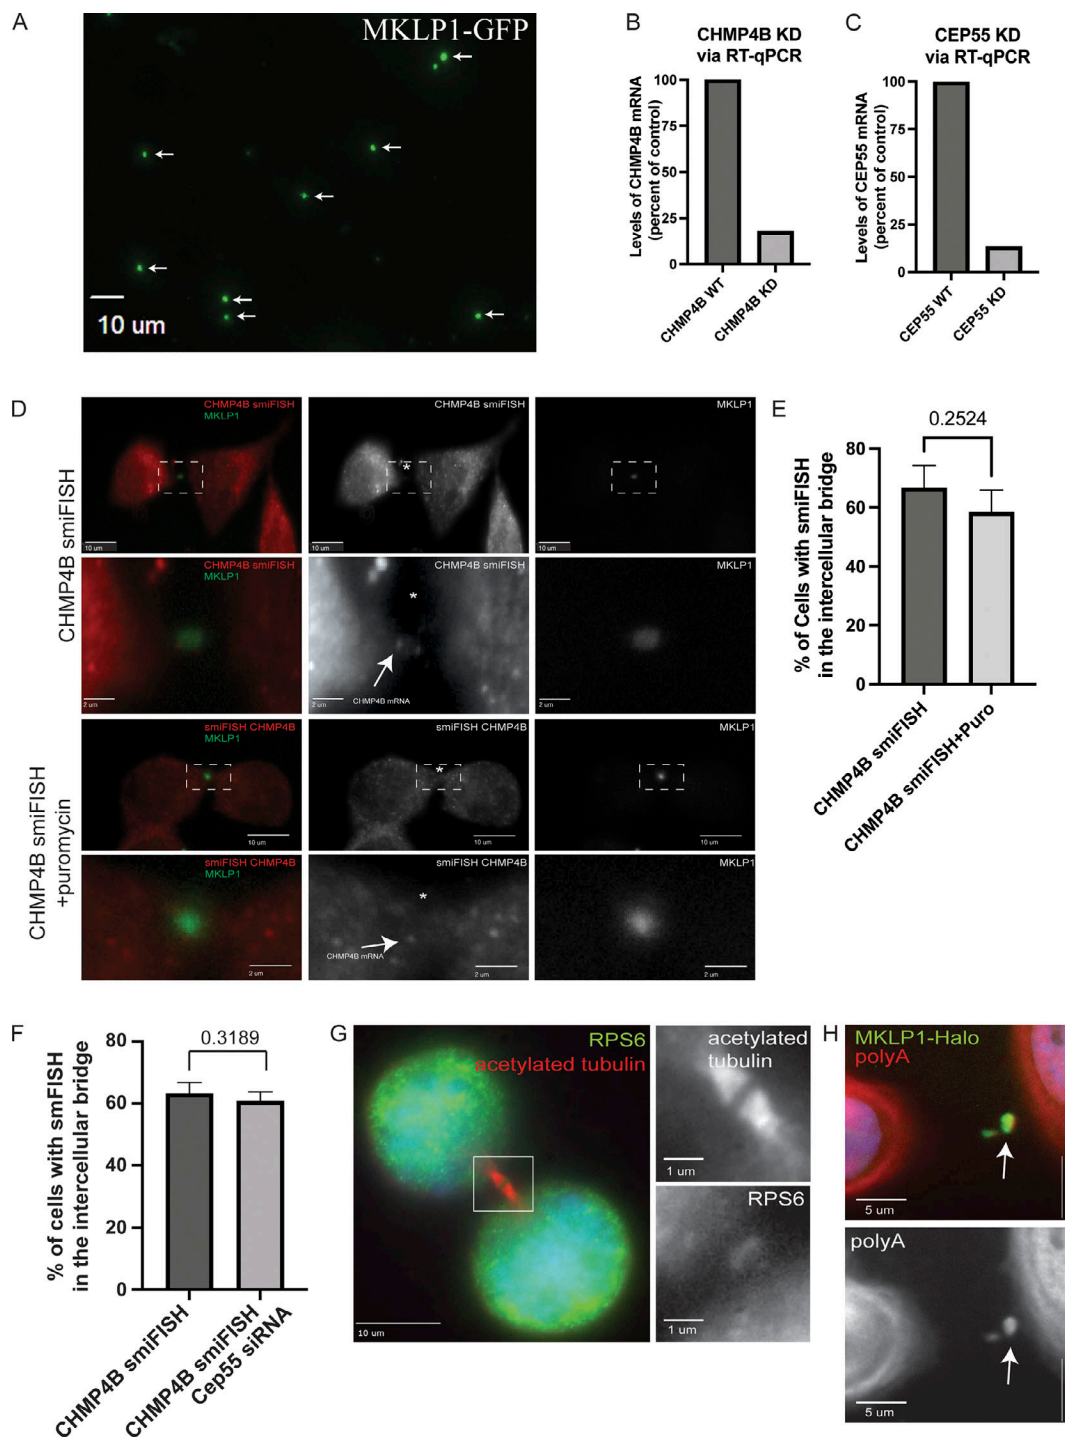 A
MKLP1-GFP
10 um
B
CHMP4B KD
via RT-qPCR
Levels of CHMP4B mRNA
(percent of control)
100
75
50
25
0
CHMP4B WT
CHMP4B KD
C
CEP55 KD
via RT-qPCR
Levels of CEP55 mRNA
(percent of control)
100
75
50
25
0
CEP55 WT
CEP55 KD
D
CHMP4B smiFISH
CHMP4B smiFISH
MKLP1
10 um
CHMP4B smiFISH
*
10 um
MKLP1
10 um
CHMP4B smiFISH
MKLP1
2 um
CHMP4B smiFISH
*
CHMP4B mRNA
2 um
MKLP1
2 um
CHMP4B smiFISH
+puromycin
smiFISH CHMP4B
MKLP1
10 um
smiFISH CHMP4B
*
10 um
MKLP1
10 um
smiFISH CHMP4B
MKLP1
2 um
smiFISH CHMP4B
*
CHMP4B mRNA
2 um
MKLP1
2 um
E
0.2524
% of Cells with smiFISH
in the intercellular bridge
80
60
40
20
0
CHMP4B smiFISH
CHMP4B smiFISH+Puro
F
0.3189
% of cells with smFISH
in the intercellular bridge
80
60
40
20
0
CHMP4B smiFISH
CHMP4B smiFISH
Cep55 siRNA
G
RPS6
acetylated tubulin
10 um
acetylated
tubulin
1 um
RPS6
1 um
H
MKLP1-Halo
polyA
5 um
polyA
5 um